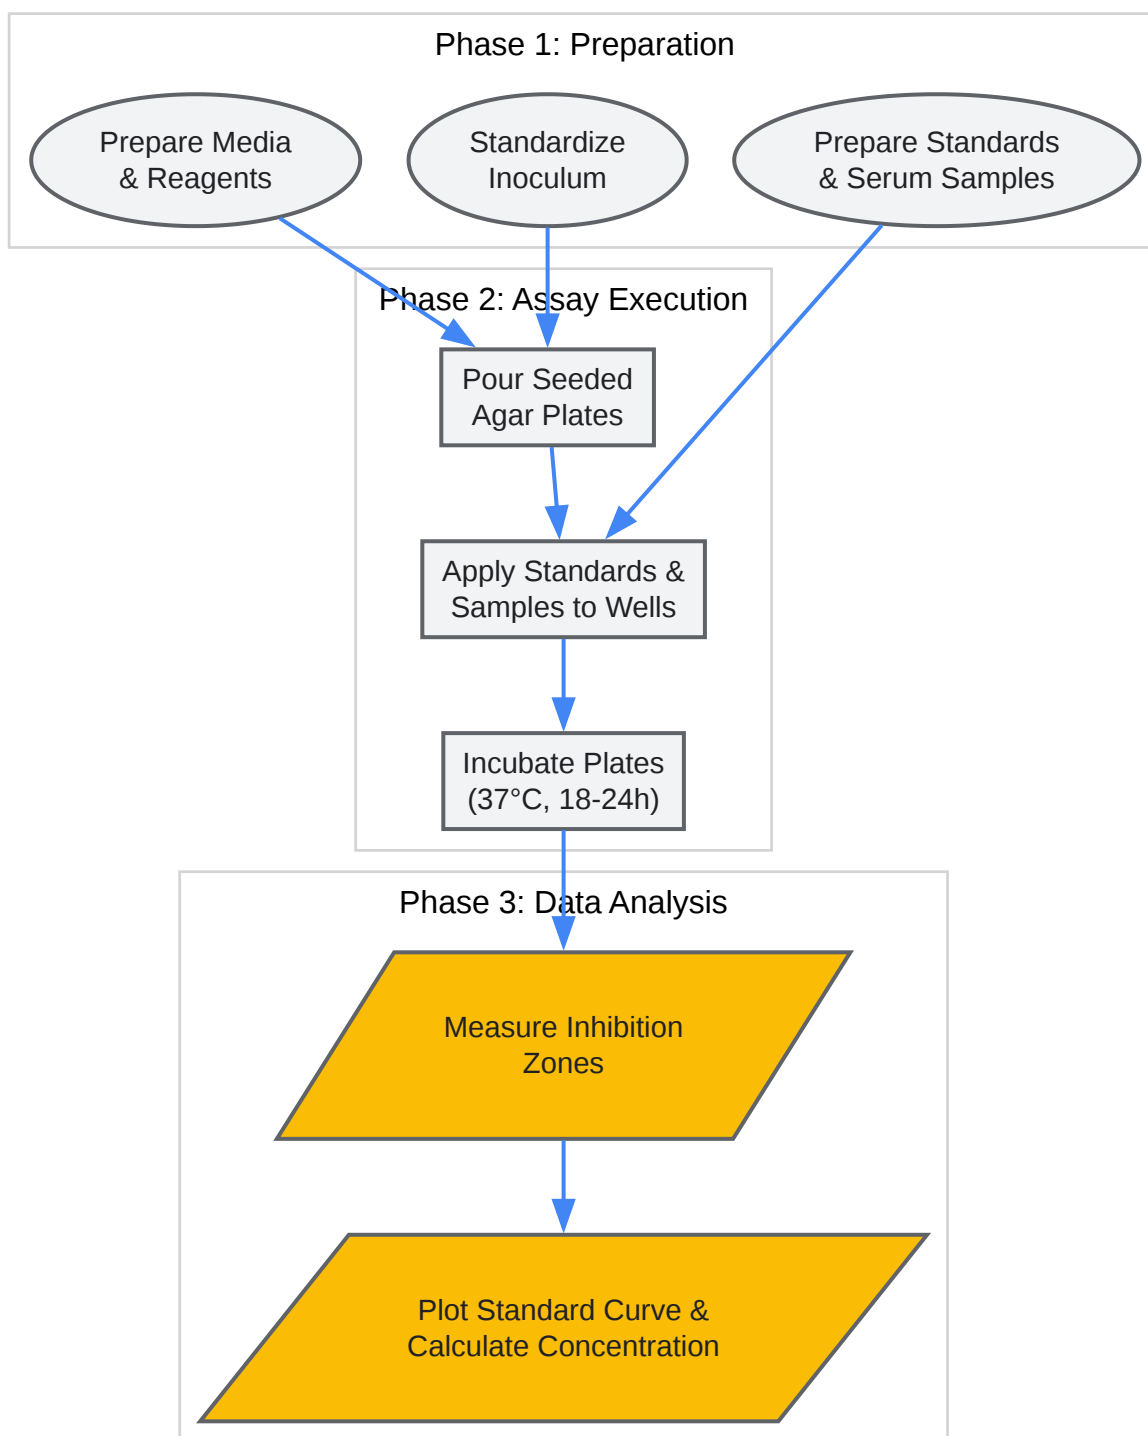 Phase 1: Preparation
Prepare Media
& Reagents
Standardize
Inoculum
Prepare Standards
& Serum Samples
Phase 2: Assay Execution
Pour Seeded
Agar Plates
Apply Standards &
Samples to Wells
Incubate Plates
(37°C, 18-24h)
Phase 3: Data Analysis
Measure Inhibition
Zones
Plot Standard Curve &
Calculate Concentration